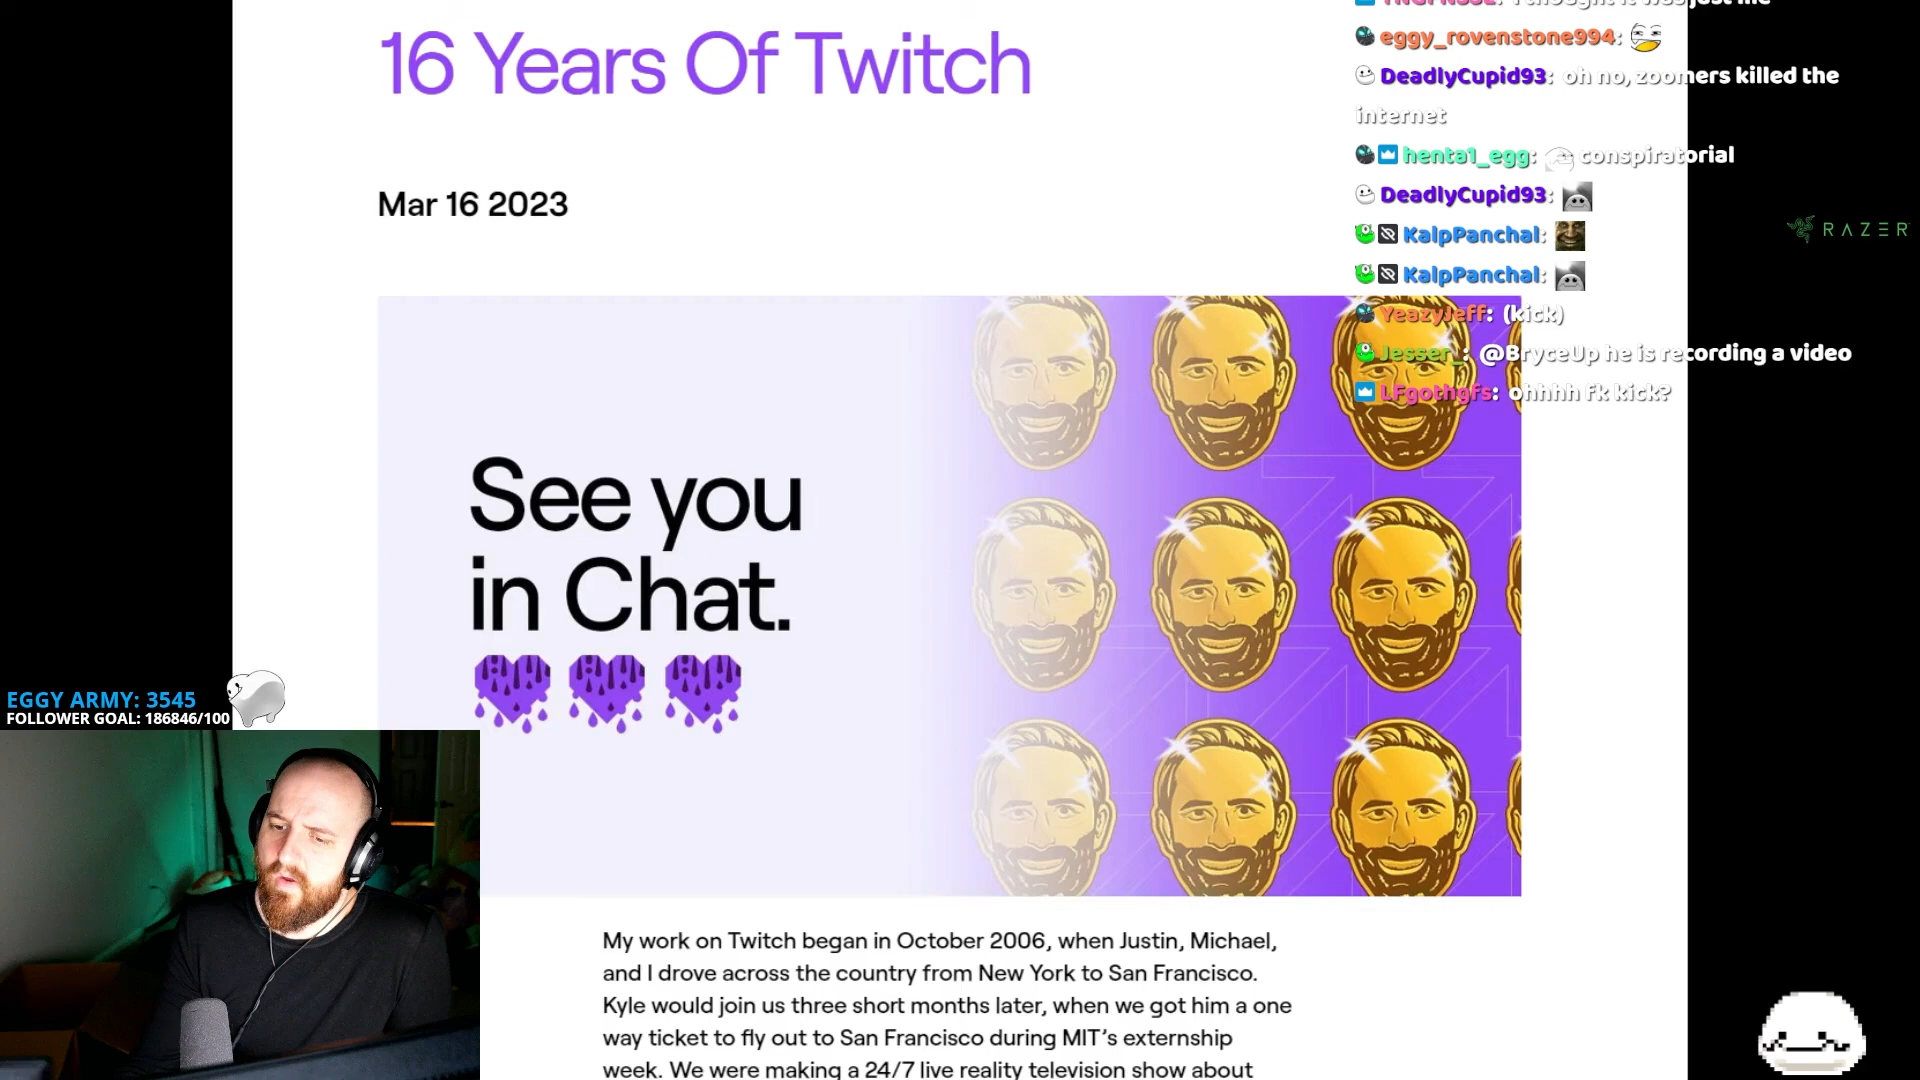 16 Years Of Twitch
Mar 16 2023
See you
in Chat.
My work on Twitch began in October 2006, when Justin, Michael,
and I drove across the country from New York to San Francisco.
Kyle would join us three short months later, when we got him a one
way ticket to fly out to San Francisco during MIT's externship
week. We were making a 24/7 live reality television show about
eggy_rovenstone994:
DeadlyCupid93: oh no, zoomers killed the
internet
henta1_egg: conspiratorial
DeadlyCupid93:
KalpPanchal:
KalpPanchal:
YeazyJeff: (kick)
Jesser_: @BryceUp he is recording a video
LFgothgfs: ohhhh fk kick?
RAZER
EGGY ARMY: 3545
FOLLOWER GOAL: 186846/100